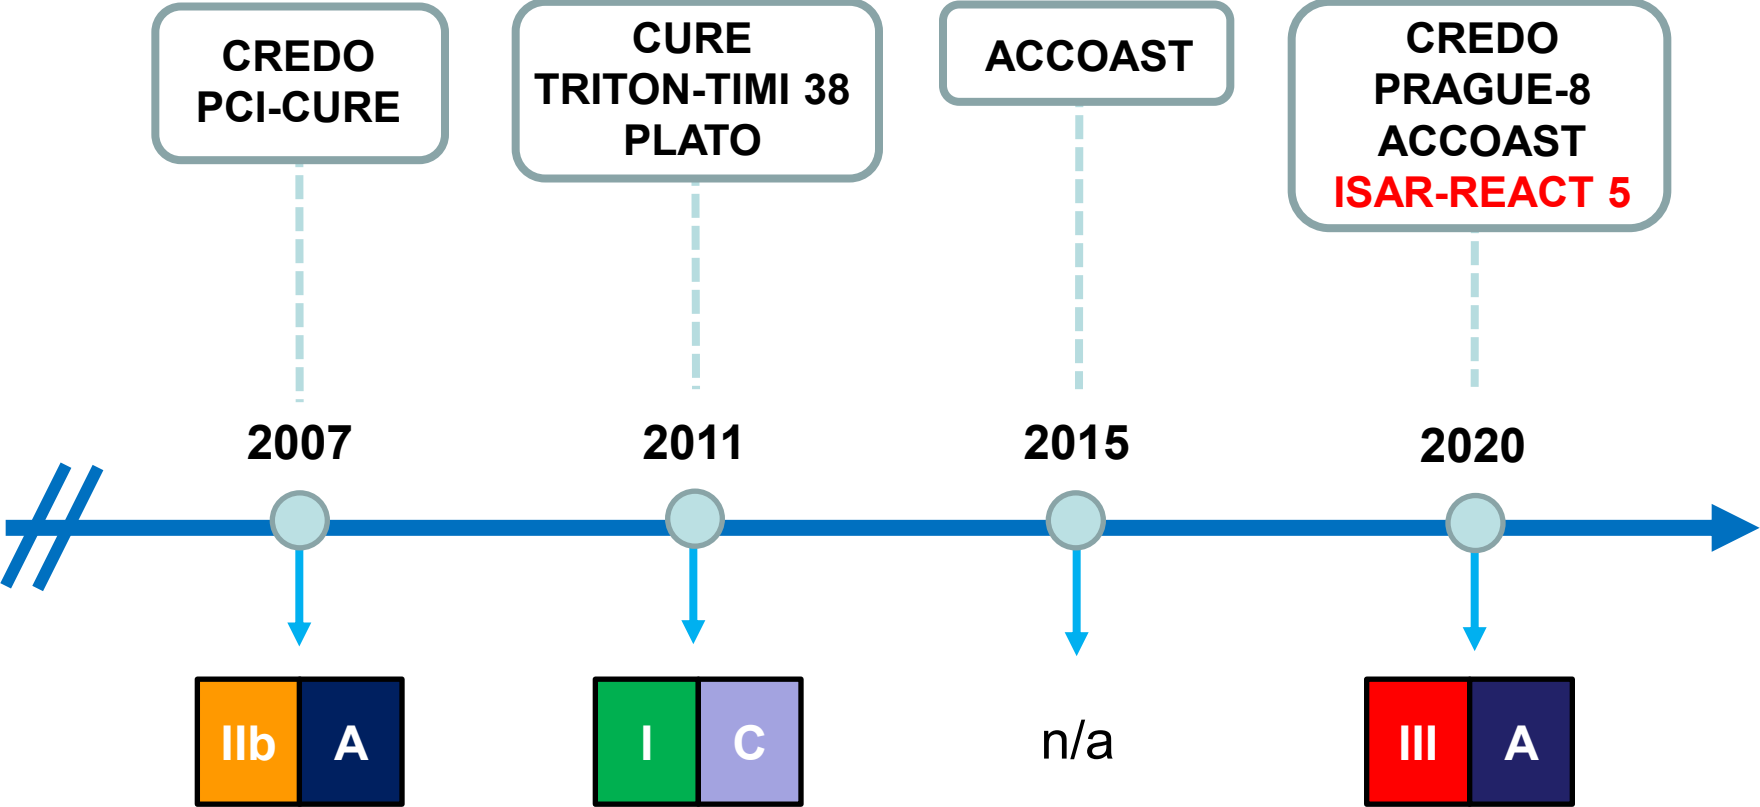 CREDO
PCI-CURE
CURE
TRITON-TIMI 38
PLATO
ACCOAST
CREDO
PRAGUE-8
ACCOAST
ISAR-REACT 5
2007
2011
2015
2020
IIb A
I C
n/a
III A